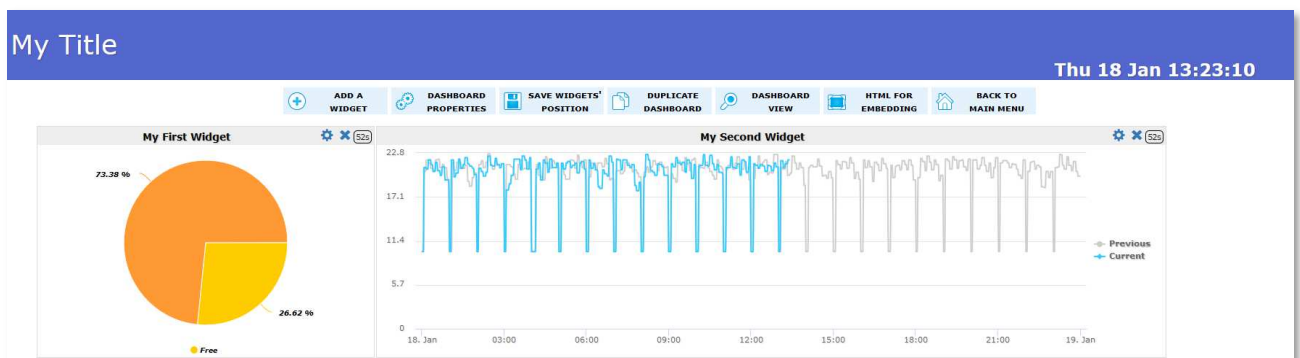 My Title
Thu 18 Jan 13:23:10
ADD A
WIDGET
DASHBOARD
PROPERTIES
SAVE WIDGETS'
POSITION
DUPLICATE
DASHBOARD
DASHBOARD
VIEW
HTML FOR
EMBEDDING
BACK TO
MAIN MENU
My First Widget
52s
73.38 %
26.62 %
Free
My Second Widget
52s
22.8
17.1
11.4
5.7
0
18. Jan 03:00 06:00 09:00 12:00 15:00 18:00 21:00 19. Jan
Previous
Current